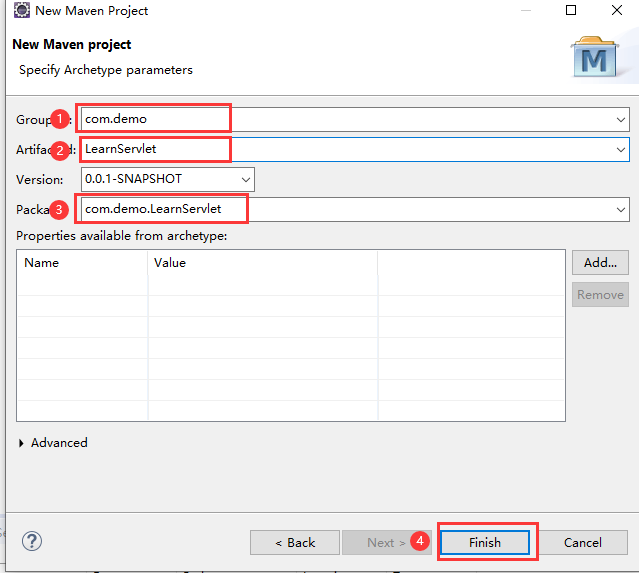 New Maven project
New Maven project
Specify Archetype parameters
Group 1 : com.demo
Artifact 2 d: LearnServlet
Version: 0.0.1-SNAPSHOT
Packa 3 : com.demo.LearnServlet
Properties available from archetype:
Name Value
Add...
Remove
Advanced
? < Back Next > 4 Finish Cancel